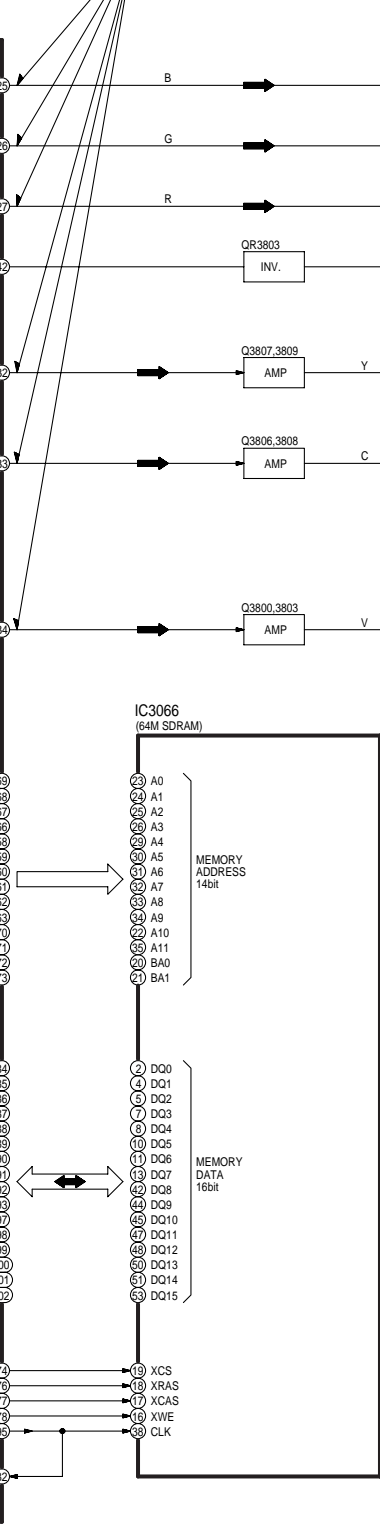 B
G
R
QR3803
INV.
Q3807,3809
AMP
Y
Q3806,3808
AMP
C
Q3800,3803
AMP
V
IC3066
(64M SDRAM)
23 A0
24 A1
25 A2
26 A3
29 A4
30 A5
31 A6
32 A7
33 A8
34 A9
22 A10
35 A11
20 BA0
21 BA1
MEMORY
ADDRESS
14bit
2 DQ0
4 DQ1
5 DQ2
7 DQ3
8 DQ4
10 DQ5
11 DQ6
13 DQ7
42 DQ8
44 DQ9
45 DQ10
47 DQ11
48 DQ12
50 DQ13
51 DQ14
53 DQ15
MEMORY
DATA
16bit
19 XCS
18 XRAS
17 XCAS
16 XWE
38 CLK